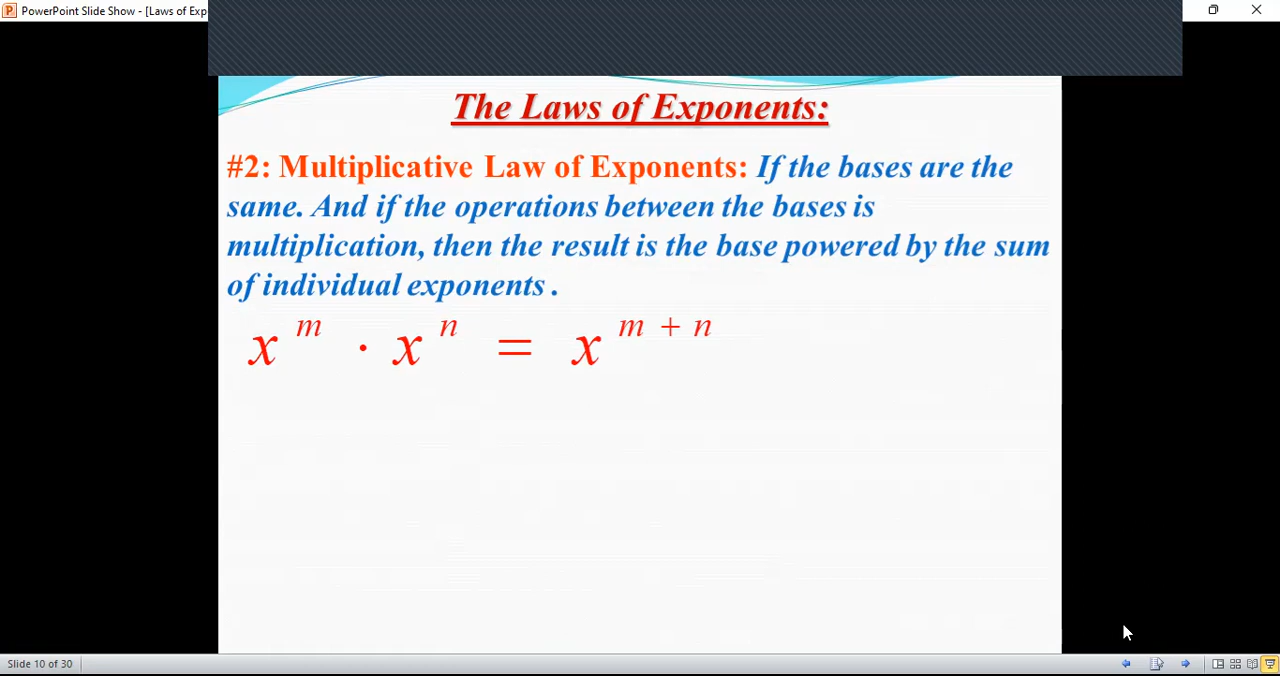 PowerPoint Slide Show - [Laws of Exp
The Laws of Exponents:
#2: Multiplicative Law of Exponents: If the bases are the
same. And if the operations between the bases is
multiplication, then the result is the base powered by the sum
of individual exponents .
x^m · x^n = x^(m + n)
Slide 10 of 30